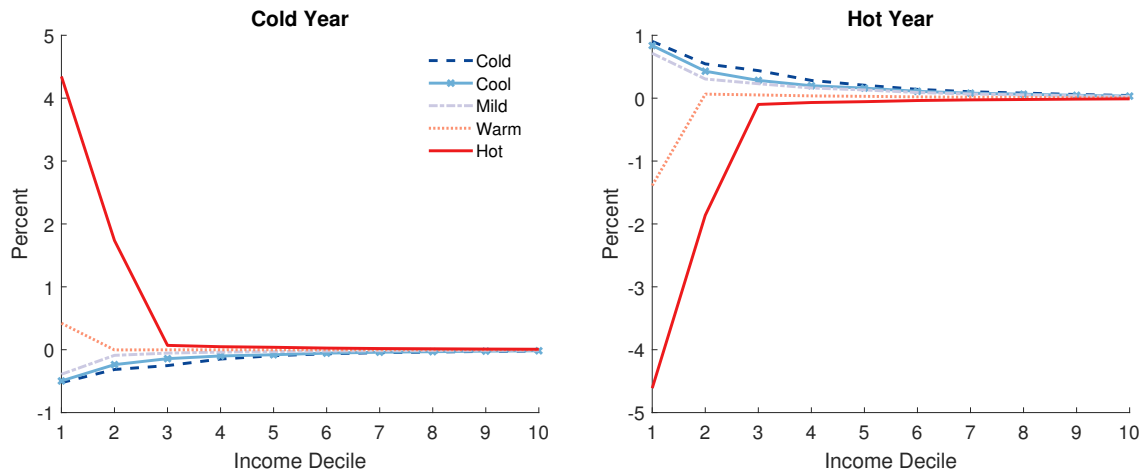 Cold Year
5
4
3
2
1
0
-1
Percent
1 2 3 4 5 6 7 8 9 10
Income Decile
Cold
Cool
Mild
Warm
Hot
Hot Year
1
0
-1
-2
-3
-4
-5
Percent
1 2 3 4 5 6 7 8 9 10
Income Decile